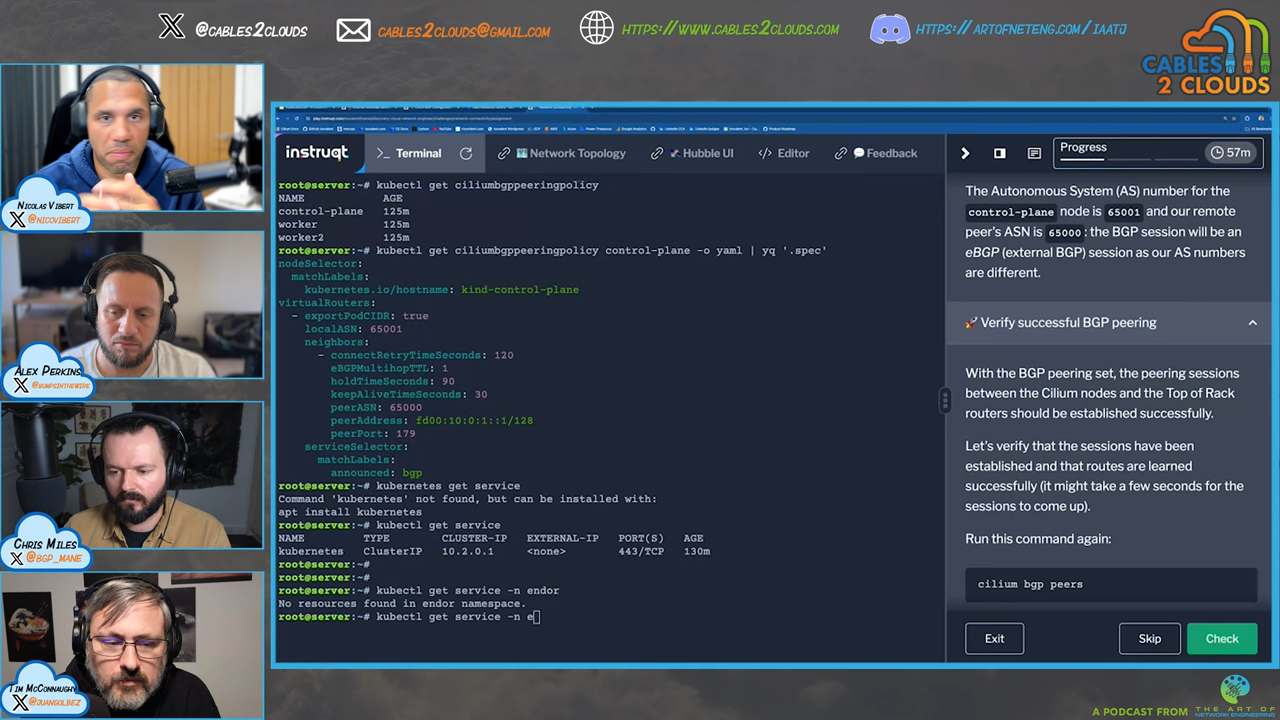 @CABLES2CLOUDS
CABLES2CLOUDS@GMAIL.COM
HTTPS://WWW.CABLES2CLOUDS.COM
HTTPS://ARTOFNETENG.COM/IAATJ
CABLES
2 CLOUDS
NICOLAS VIBERT
@NICOVIBERT
ALEX PERKINS
@BUMPSINTHEWIRE
CHRIS MILES
@BGP_MANE
TIM MCCONNAUGHY
@JUANGOLBEZ
instruqt
>_ Terminal
Network Topology
Hubble UI
</> Editor
Feedback
Progress
57m
root@server:~# kubectl get ciliumbgppeeringpolicy
NAME AGE
control-plane 125m
worker 125m
worker2 125m
root@server:~# kubectl get ciliumbgppeeringpolicy control-plane -o yaml | yq '.spec'
nodeSelector:
matchLabels:
kubernetes.io/hostname: kind-control-plane
virtualRouters:
- exportPodCIDR: true
localASN: 65001
neighbors:
- connectRetryTimeSeconds: 120
eBGPMultihopTTL: 1
holdTimeSeconds: 90
keepAliveTimeSeconds: 30
peerASN: 65000
peerAddress: fd00:10:0:1::1/128
peerPort: 179
serviceSelector:
matchLabels:
announced: bgp
root@server:~# kubernetes get service
Command 'kubernetes' not found, but can be installed with:
apt install kubernetes
root@server:~# kubectl get service
NAME TYPE CLUSTER-IP EXTERNAL-IP PORT(S) AGE
kubernetes ClusterIP 10.2.0.1 <none> 443/TCP 130m
root@server:~#
root@server:~#
root@server:~# kubectl get service -n endor
No resources found in endor namespace.
root@server:~# kubectl get service -n e
The Autonomous System (AS) number for the
control-plane node is 65001 and our remote
peer's ASN is 65000: the BGP session will be an
eBGP (external BGP) session as our AS numbers
are different.
🚀 Verify successful BGP peering
With the BGP peering set, the peering sessions
between the Cilium nodes and the Top of Rack
routers should be established successfully.
Let's verify that the sessions have been
established and that routes are learned
successfully (it might take a few seconds for the
sessions to come up).
Run this command again:
cilium bgp peers
Exit
Skip
Check
A PODCAST FROM
THE ART OF
NETWORK ENGINEERING